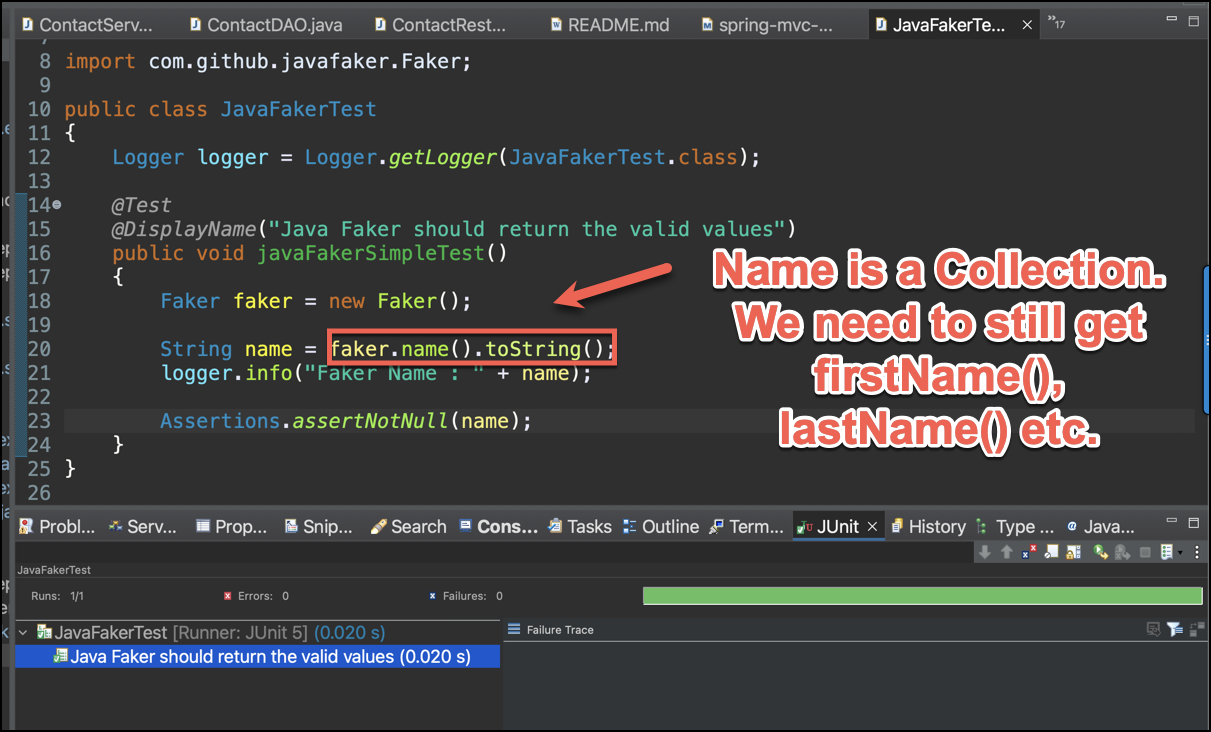 ContactServ... ContactDAO.java ContactRest... README.md spring-mvc-... JavaFakerTe... »17
8 import com.github.javafaker.Faker;
9
10 public class JavaFakerTest
11 {
12 Logger logger = Logger.getLogger(JavaFakerTest.class);
13
14 @Test
15 @DisplayName("Java Faker should return the valid values")
16 public void javaFakerSimpleTest()
17 {
18 Faker faker = new Faker();
19
20 String name = faker.name().toString();
21 logger.info("Faker Name : " + name);
22
23 Assertions.assertNotNull(name);
24 }
25 }
26
Name is a Collection.
We need to still get
firstName(),
lastName() etc.
Probl... Serv... Prop... Snip... Search Cons... Tasks Outline Term... JUnit History Type ... Java...
JavaFakerTest
Runs: 1/1 Errors: 0 Failures: 0
JavaFakerTest [Runner: JUnit 5] (0.020 s)
Java Faker should return the valid values (0.020 s)
Failure Trace